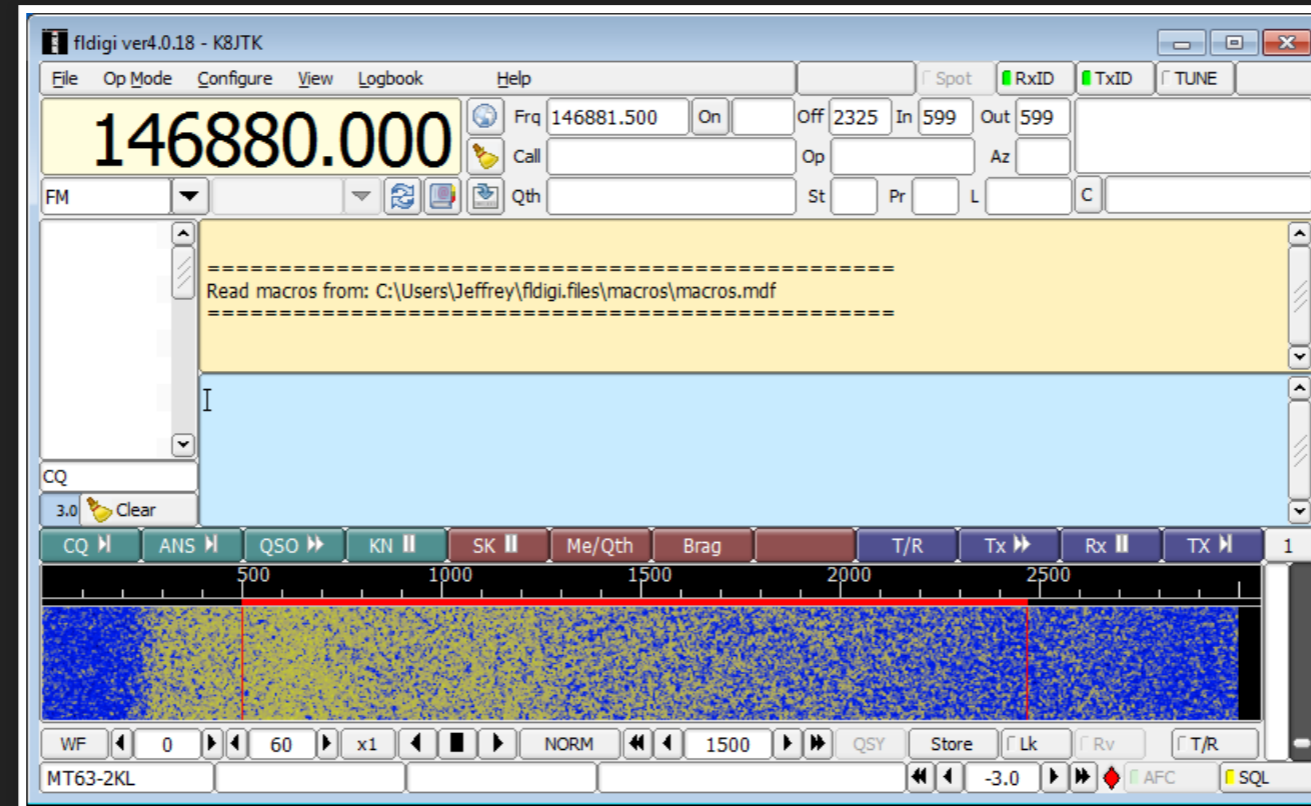 fldigi ver4.0.18 - K8JTK
File Op Mode Configure View Logbook Help Spot RxID TxID TUNE
146880.000
Frq 146881.500 On Off 2325 In 599 Out 599
Call Op Az
FM Qth St Pr L C
================================================
Read macros from: C:\Users\Jeffrey\fldigi.files\macros\macros.mdf
================================================
CQ
3.0 Clear
CQ ANS QSO KN SK Me/Qth Brag T/R Tx Rx TX 1
500 1000 1500 2000 2500
WF 0 60 x1 NORM 1500 QSY Store Lk Rv T/R
MT63-2KL -3.0 AFC SQL